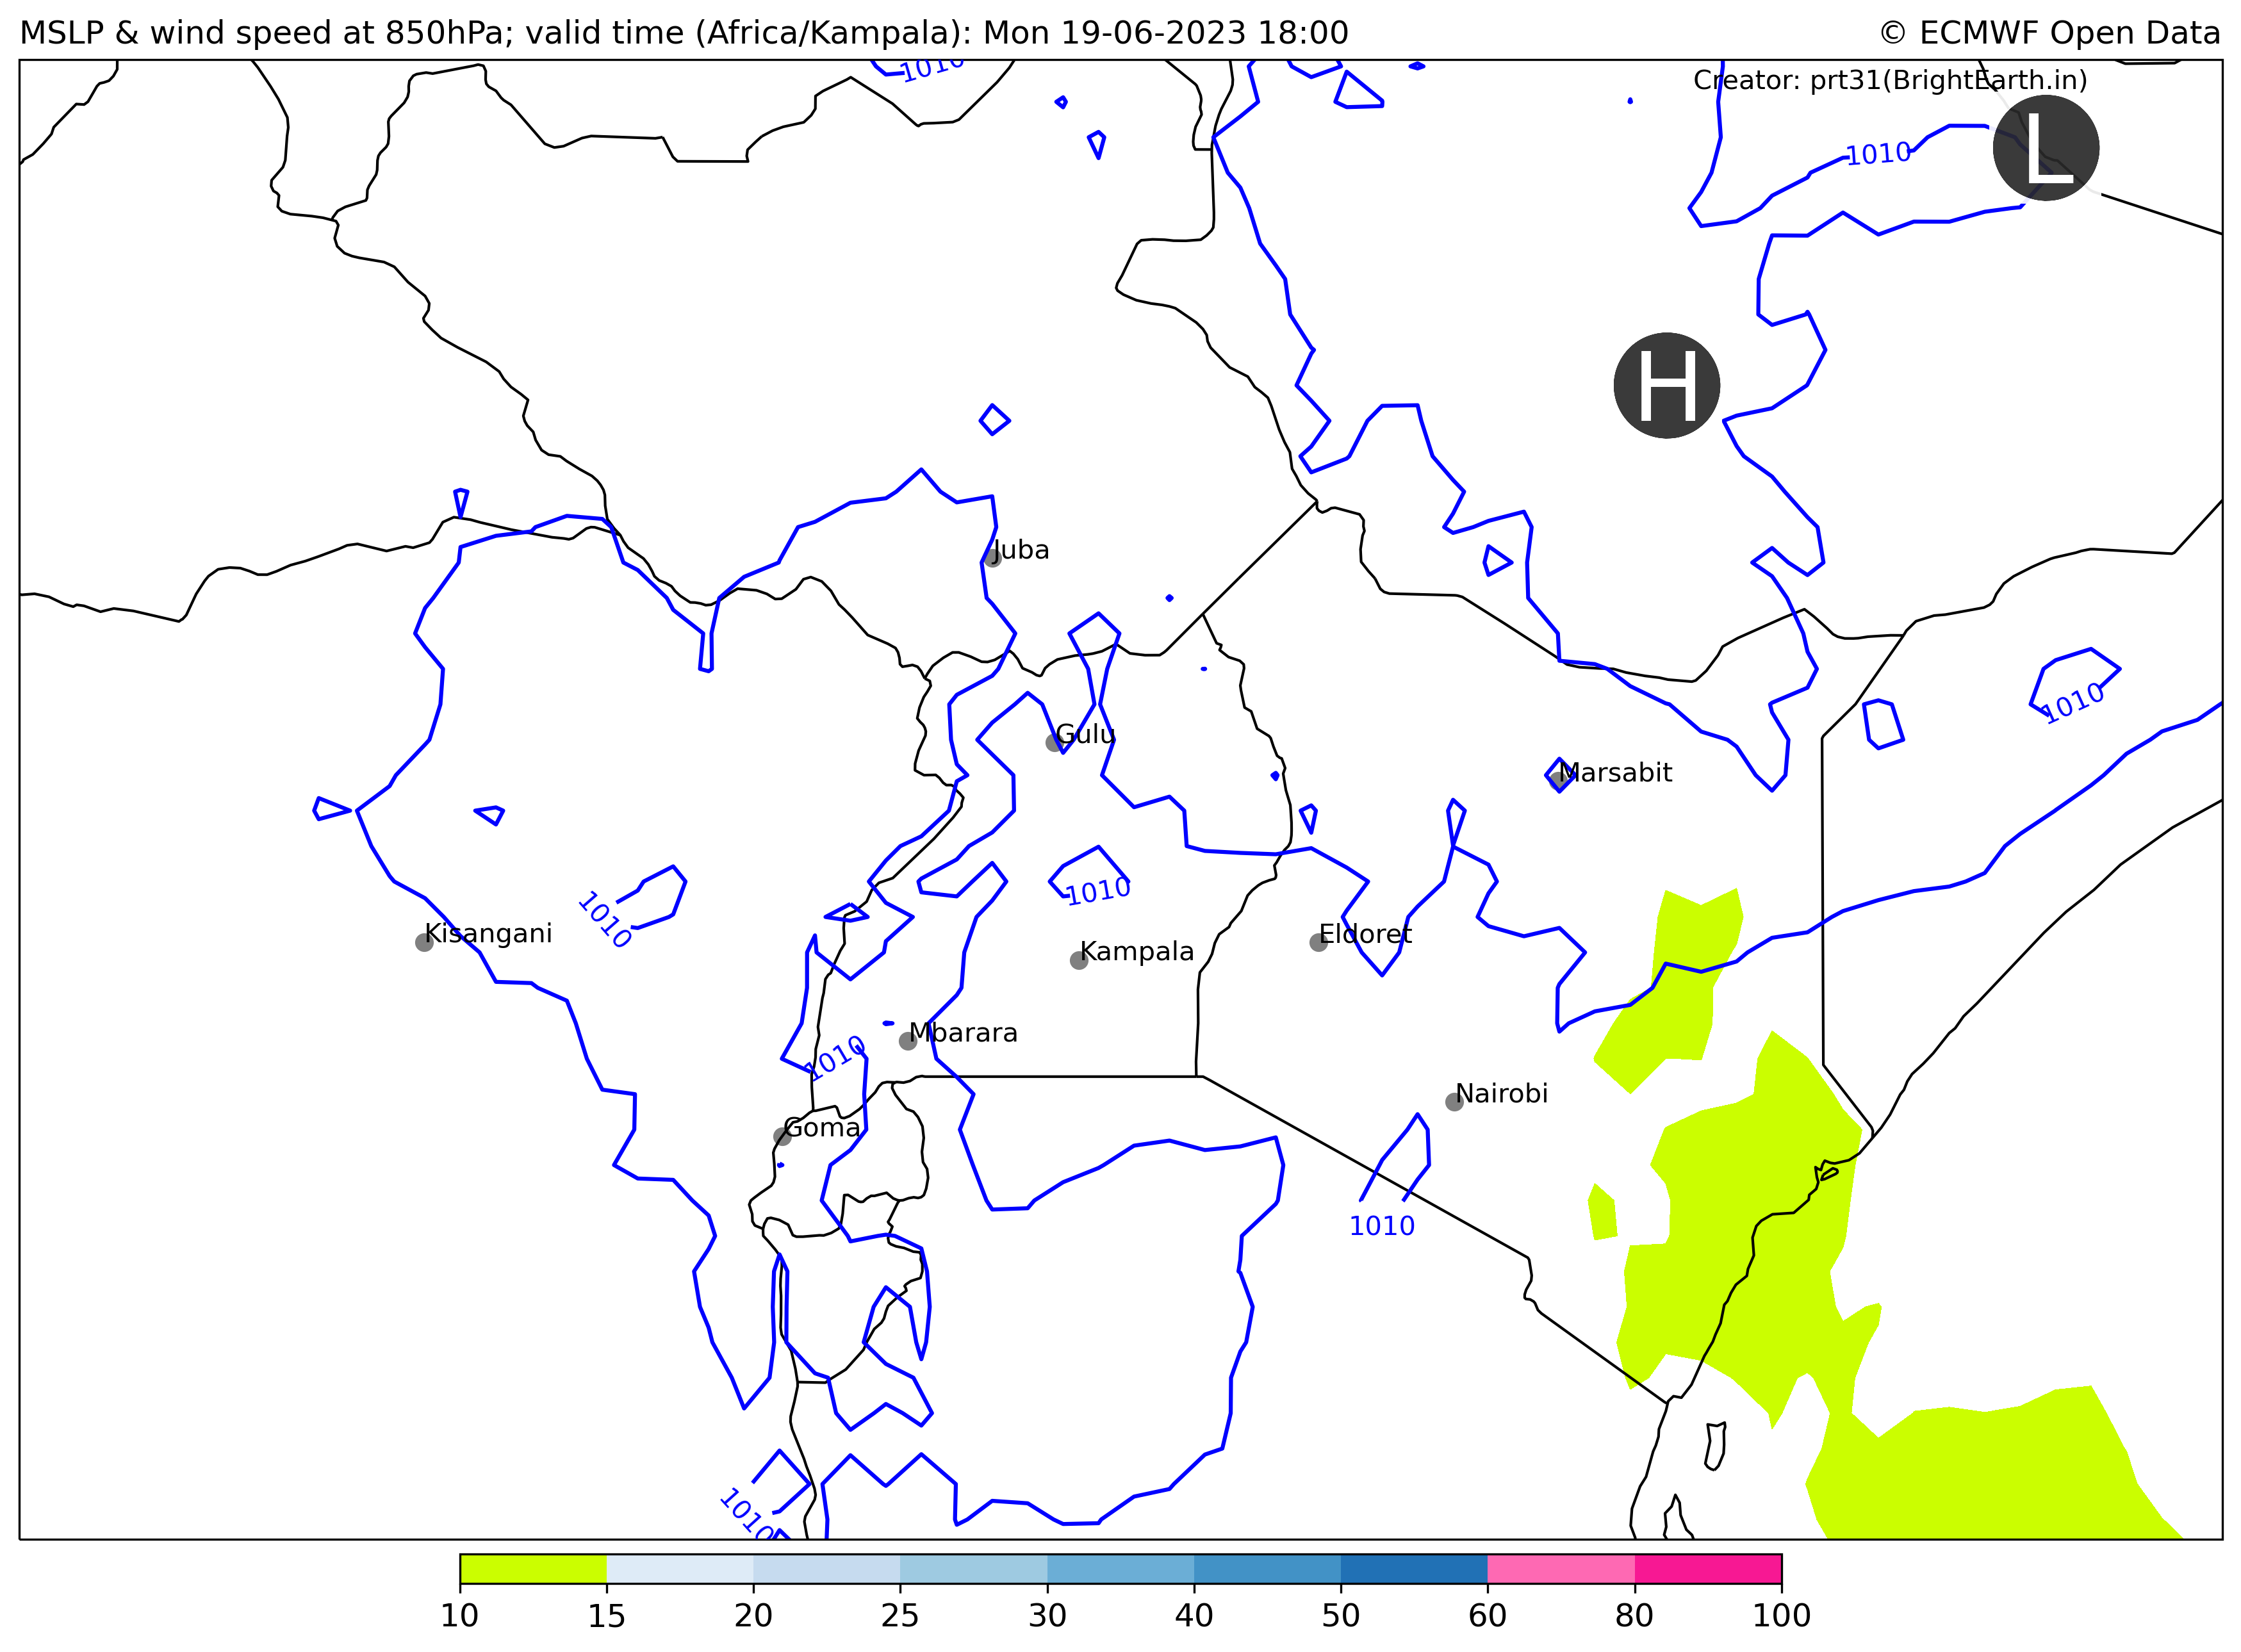 MSLP & wind speed at 850hPa; valid time (Africa/Kampala): Mon 19-06-2023 18:00
© ECMWF Open Data
1010
Creator: prt31(BrightEarth.in)
L
1010
H
Juba
1010
Gulu
Marsabit
1010
1010
Kisangani
Eldoret
Kampala
Mbarara
1010
Nairobi
Goma
1010
1010
10 15 20 25 30 40 50 60 80 100